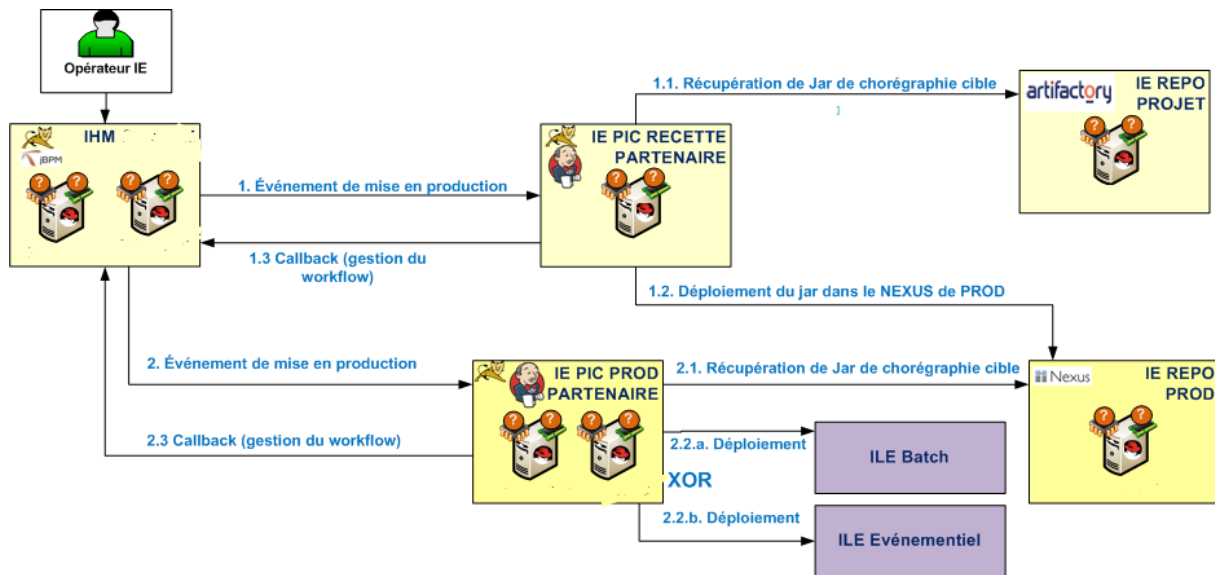 Opérateur IE
IHM
jBPM
1. Événement de mise en production
1.3 Callback (gestion du
workflow)
IE PIC RECETTE
PARTENAIRE
1.1. Récupération de Jar de chorégraphie cible
artifactory
IE REPO
PROJET
1.2. Déploiement du jar dans le NEXUS de PROD
2. Événement de mise en production
2.3 Callback (gestion du workflow)
IE PIC PROD
PARTENAIRE
2.1. Récupération de Jar de chorégraphie cible
Nexus
IE REPO
PROD
2.2.a. Déploiement
ILE Batch
XOR
2.2.b. Déploiement
ILE Evénementiel